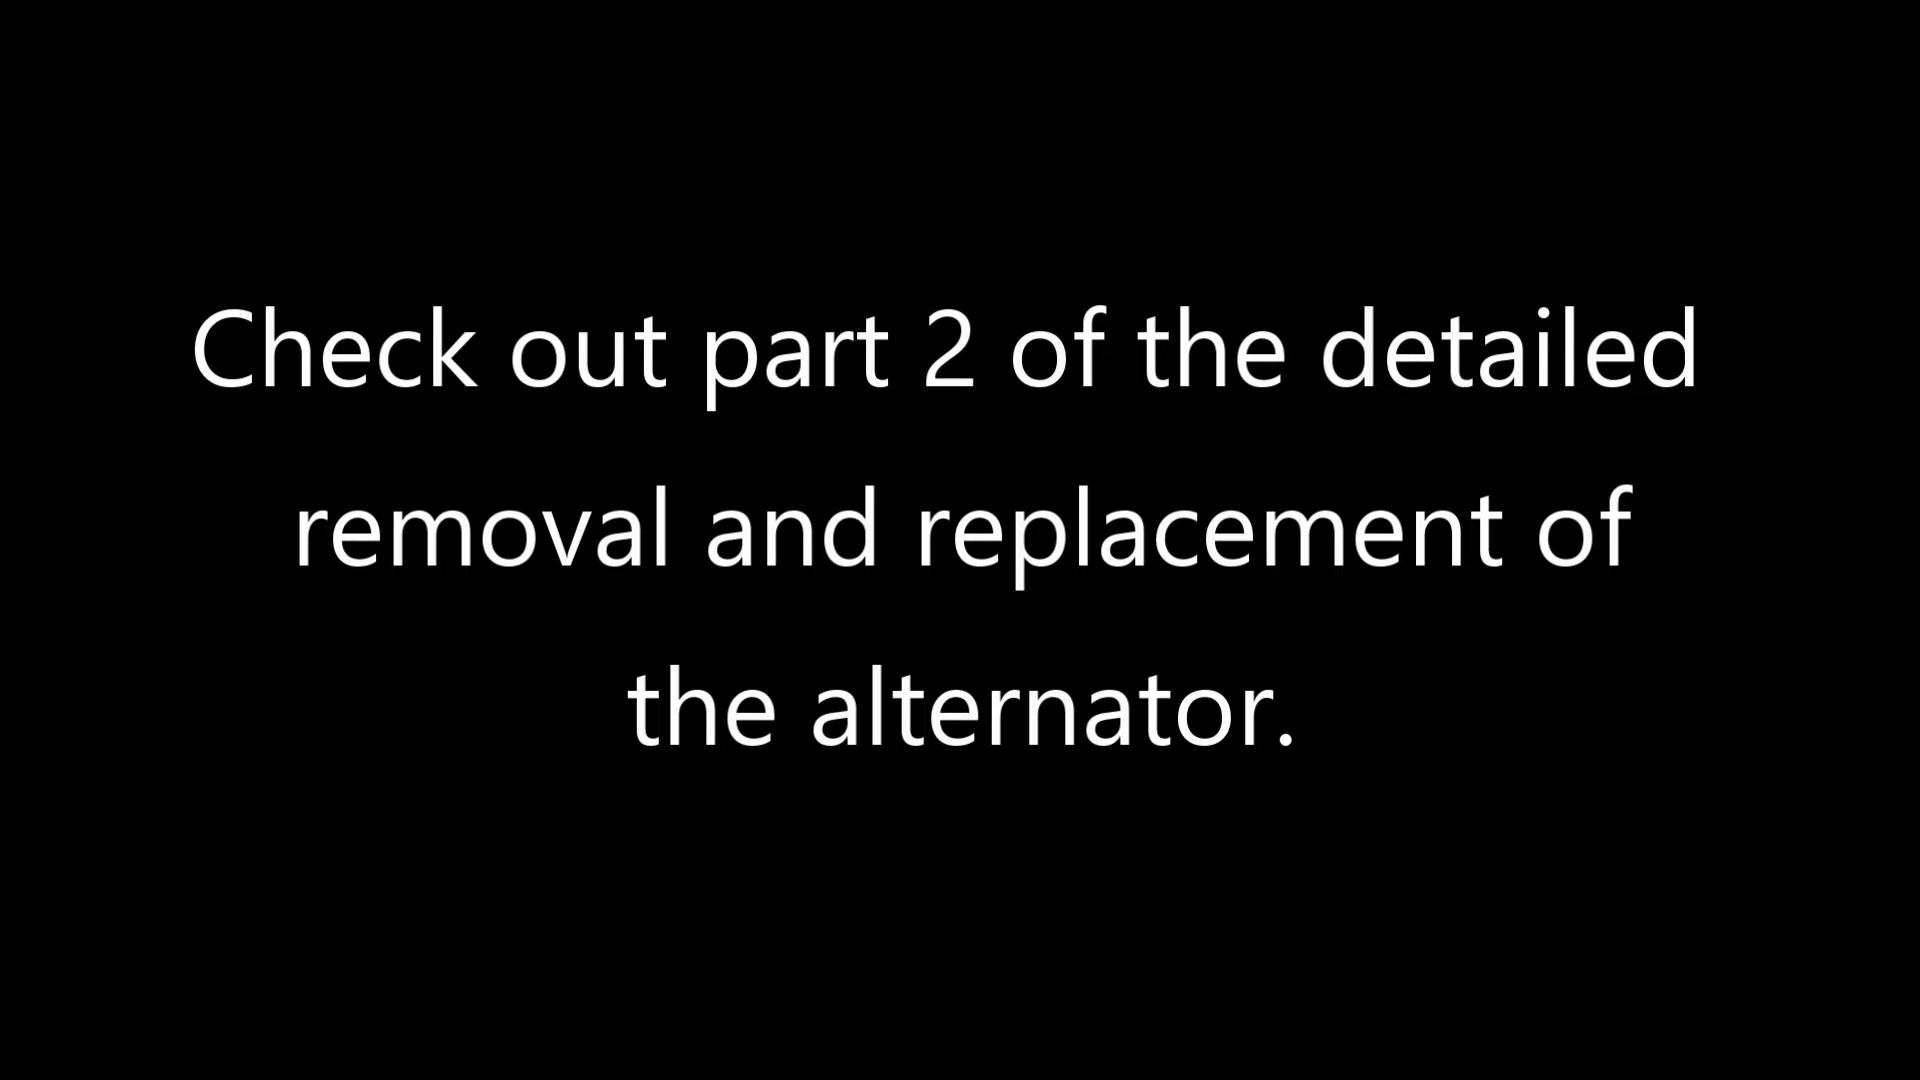 Check out part 2 of the detailed
removal and replacement of
the alternator.